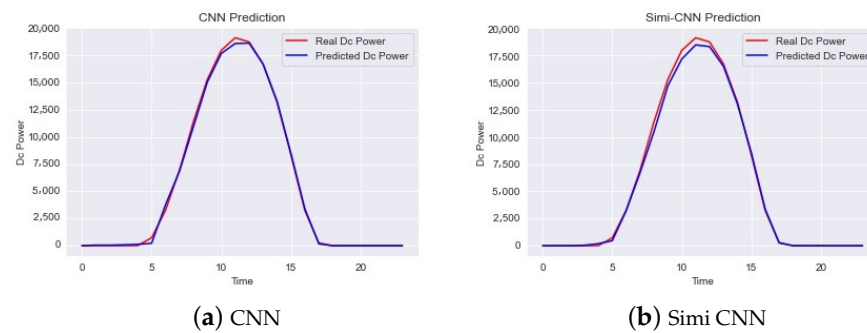 CNN Prediction
20,000
17,500
15,000
12,500
10,000
7,500
5,000
2,500
0
Dc Power
Real Dc Power
Predicted Dc Power
0 5 10 15 20
Time
(a) CNN
Simi-CNN Prediction
20,000
17,500
15,000
12,500
10,000
7,500
5,000
2,500
0
Dc Power
Real Dc Power
Predicted Dc Power
0 5 10 15 20
Time
(b) Simi CNN